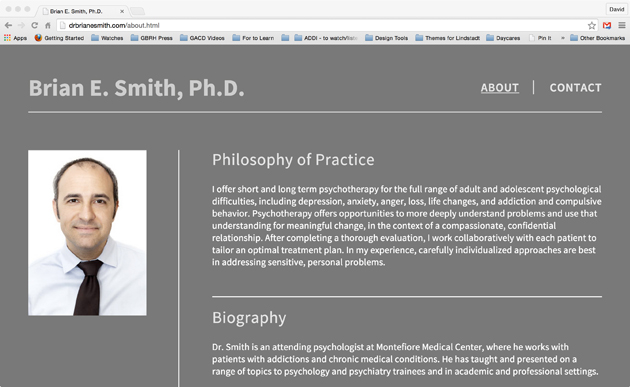 Brian E. Smith, Ph.D.
David
drbrianesmith.com/about.html
Apps Getting Started Watches GBRH Press GACD Videos For to Learn ADDI - to watch/list Design Tools Themes for Lindstadt Daycares Pin It » Other Bookmarks
Brian E. Smith, Ph.D.
ABOUT | CONTACT
Philosophy of Practice
I offer short and long term psychotherapy for the full range of adult and adolescent psychological
difficulties, including depression, anxiety, anger, loss, life changes, and addiction and compulsive
behavior. Psychotherapy offers opportunities to more deeply understand problems and use that
understanding for meaningful change, in the context of a compassionate, confidential
relationship. After completing a thorough evaluation, I work collaboratively with each patient to
tailor an optimal treatment plan. In my experience, carefully individualized approaches are best
in addressing sensitive, personal problems.
Biography
Dr. Smith is an attending psychologist at Montefiore Medical Center, where he works with
patients with addictions and chronic medical conditions. He has taught and presented on a
range of topics to psychology and psychiatry trainees and in academic and professional settings.